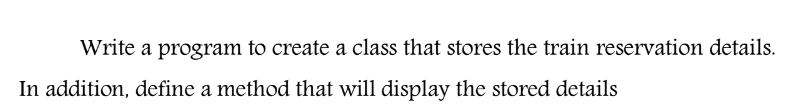 Write a program to create a class that stores the train reservation details.
In addition, define a method that will display the stored details